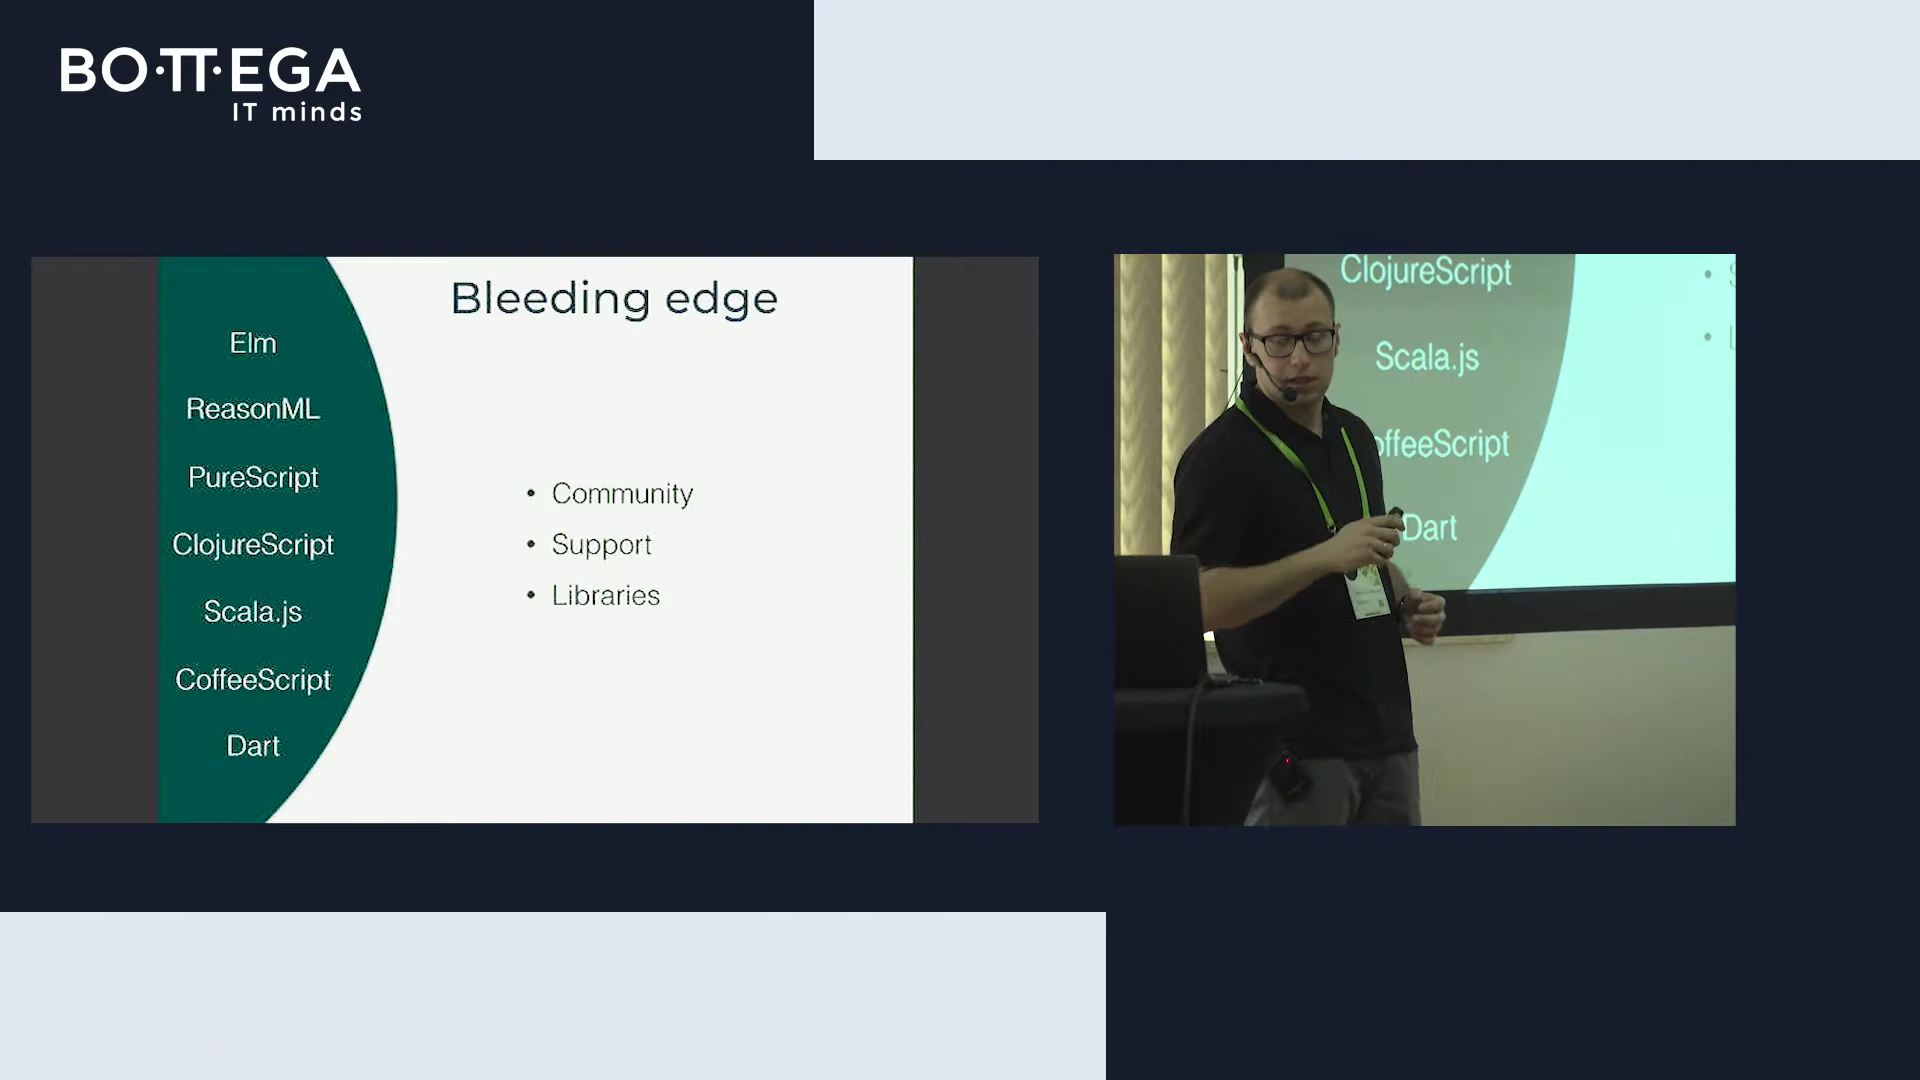 BO·TT·EGA
IT minds
Bleeding edge
Elm
ReasonML
PureScript
ClojureScript
Scala.js
CoffeeScript
Dart
• Community
• Support
• Libraries
ClojureScript
Scala.js
offeeScript
Dart